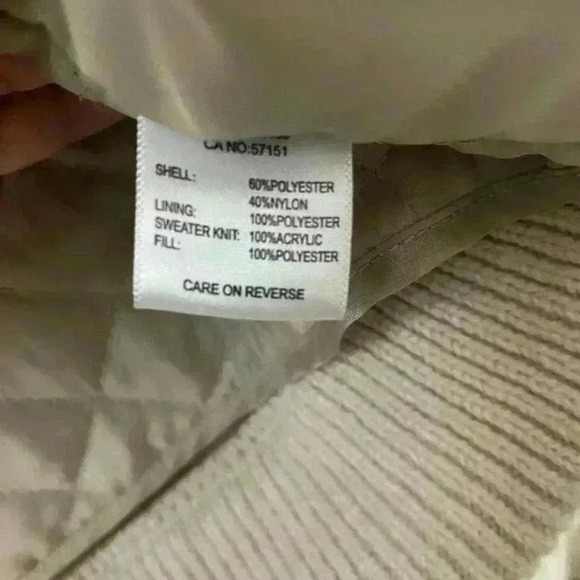 CA NO:57151
SHELL: 60%POLYESTER
40%NYLON
LINING: 100%POLYESTER
SWEATER KNIT: 100%ACRYLIC
FILL: 100%POLYESTER
CARE ON REVERSE